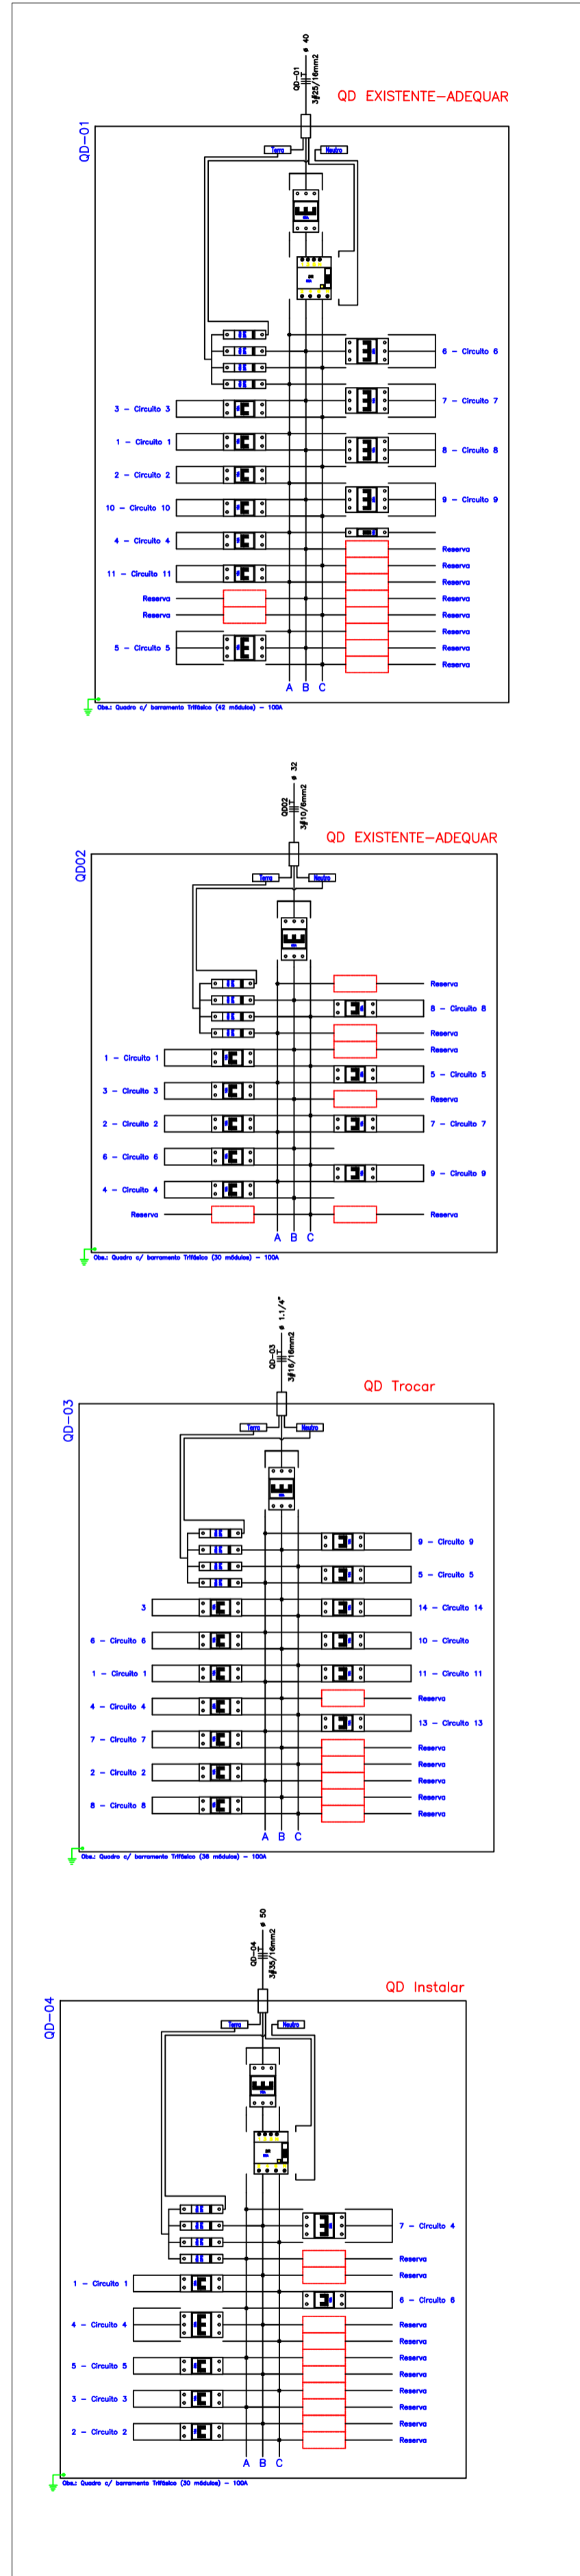 ø 40
QD-01
T
3#25/16mm2
QD EXISTENTE-ADEQUAR
QD-01
Terra
Neutro
6 - Circuito 6
7 - Circuito 7
3 - Circuito 3
1 - Circuito 1
8 - Circuito 8
2 - Circuito 2
9 - Circuito 9
10 - Circuito 10
4 - Circuito 4
Reserva
Reserva
11 - Circuito 11
Reserva
Reserva
Reserva
Reserva
Reserva
Reserva
5 - Circuito 5
Reserva
Reserva
A B C
Obs.: Quadro c/ barramento Trifásico (42 módulos) - 100A
ø 32
QD02
T
3#10/6mm2
QD EXISTENTE-ADEQUAR
QD02
Terra
Neutro
Reserva
8 - Circuito 8
Reserva
Reserva
1 - Circuito 1
5 - Circuito 5
3 - Circuito 3
Reserva
2 - Circuito 2
7 - Circuito 7
6 - Circuito 6
9 - Circuito 9
4 - Circuito 4
Reserva
Reserva
A B C
Obs.: Quadro c/ barramento Trifásico (30 módulos) - 100A
ø 1.1/4"
QD-03
T
3#16/16mm2
QD Trocar
QD-03
Terra
Neutro
9 - Circuito 9
5 - Circuito 5
3
14 - Circuito 14
6 - Circuito 6
10 - Circuito
1 - Circuito 1
11 - Circuito 11
Reserva
4 - Circuito 4
13 - Circuito 13
7 - Circuito 7
Reserva
Reserva
2 - Circuito 2
Reserva
Reserva
8 - Circuito 8
Reserva
A B C
Obs.: Quadro c/ barramento Trifásico (36 módulos) - 100A
ø 50
QD-04
T
3#35/16mm2
QD Instalar
QD-04
Terra
Neutro
7 - Circuito 4
Reserva
Reserva
1 - Circuito 1
6 - Circuito 6
4 - Circuito 4
Reserva
Reserva
Reserva
5 - Circuito 5
Reserva
Reserva
3 - Circuito 3
Reserva
Reserva
2 - Circuito 2
Reserva
A B C
Obs.: Quadro c/ barramento Trifásico (30 módulos) - 100A